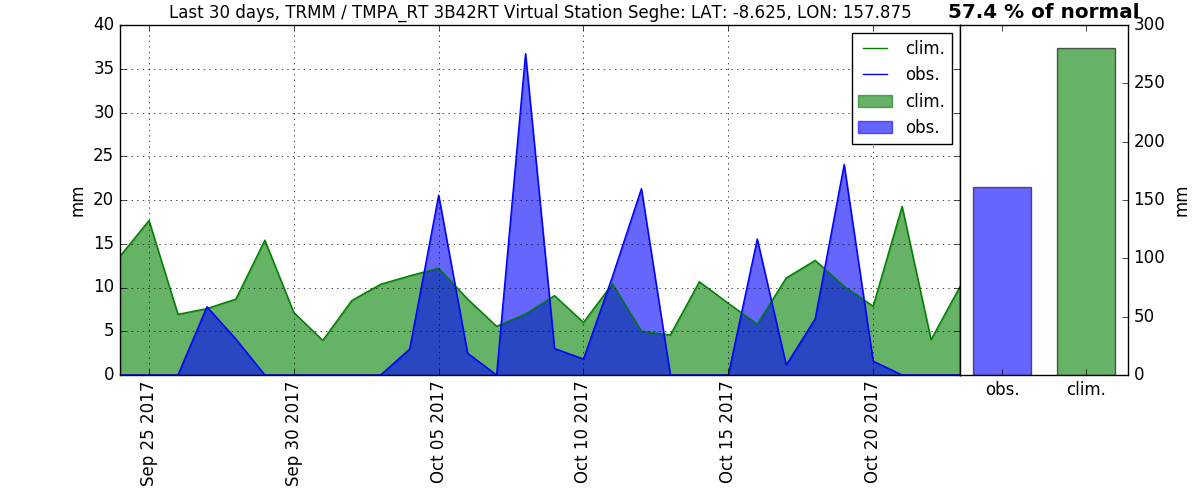 Last 30 days, TRMM / TMPA_RT 3B42RT Virtual Station Seghe: LAT: -8.625, LON: 157.875
57.4 % of normal
40
35
30
25
20
15
10
5
0
mm
clim.
obs.
clim.
obs.
300
250
200
150
100
50
0
mm
Sep 25 2017
Sep 30 2017
Oct 05 2017
Oct 10 2017
Oct 15 2017
Oct 20 2017
obs.
clim.